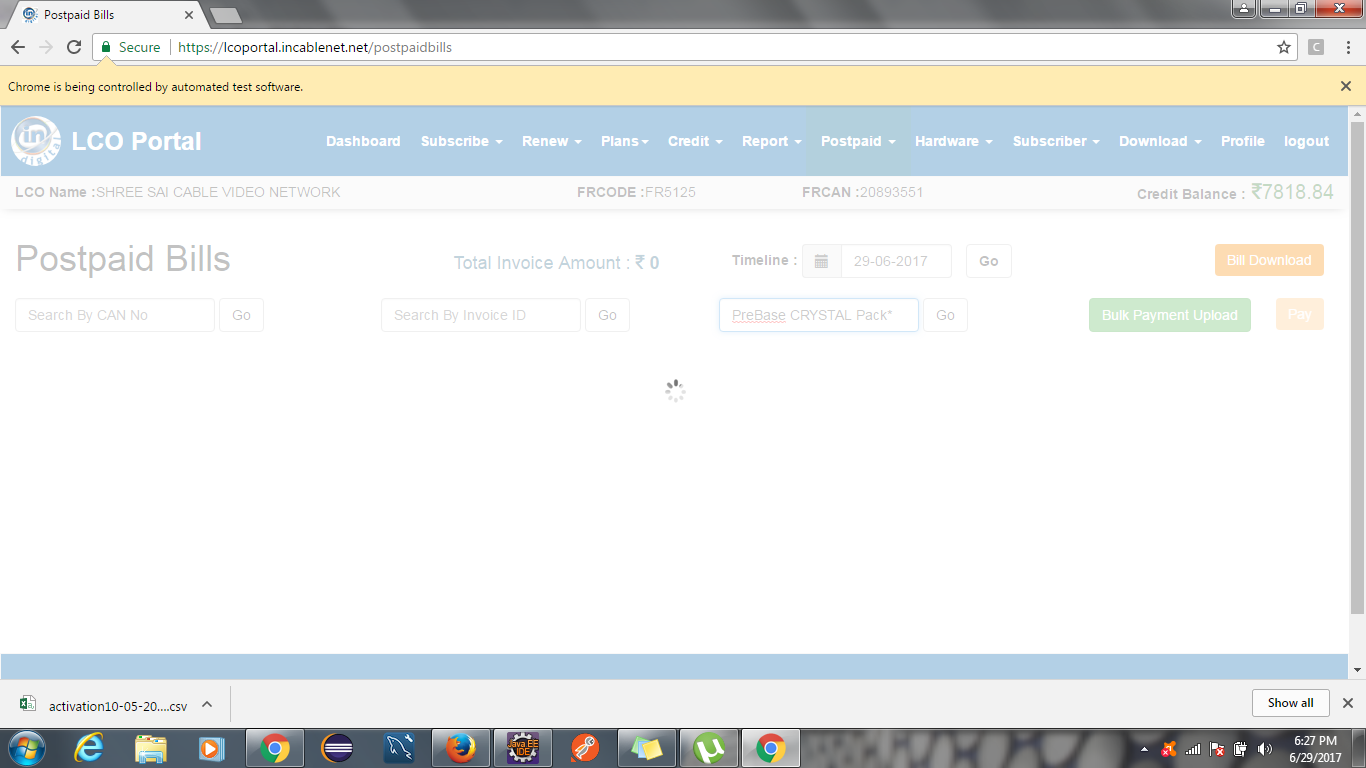 Postpaid Bills
Secure https://lcoportal.incablenet.net/postpaidbills
C
Chrome is being controlled by automated test software.
in digital LCO Portal Dashboard Subscribe Renew Plans Credit Report Postpaid Hardware Subscriber Download Profile logout
LCO Name :SHREE SAI CABLE VIDEO NETWORK FRCODE :FR5125 FRCAN :20893551 Credit Balance : ₹7818.84
Postpaid Bills Total Invoice Amount : ₹ 0 Timeline : 29-06-2017 Go Bill Download
Search By CAN No Go Search By Invoice ID Go PreBase CRYSTAL Pack* Go Bulk Payment Upload Pay
activation10-05-20....csv Show all
Java EE IDE
6:27 PM
6/29/2017